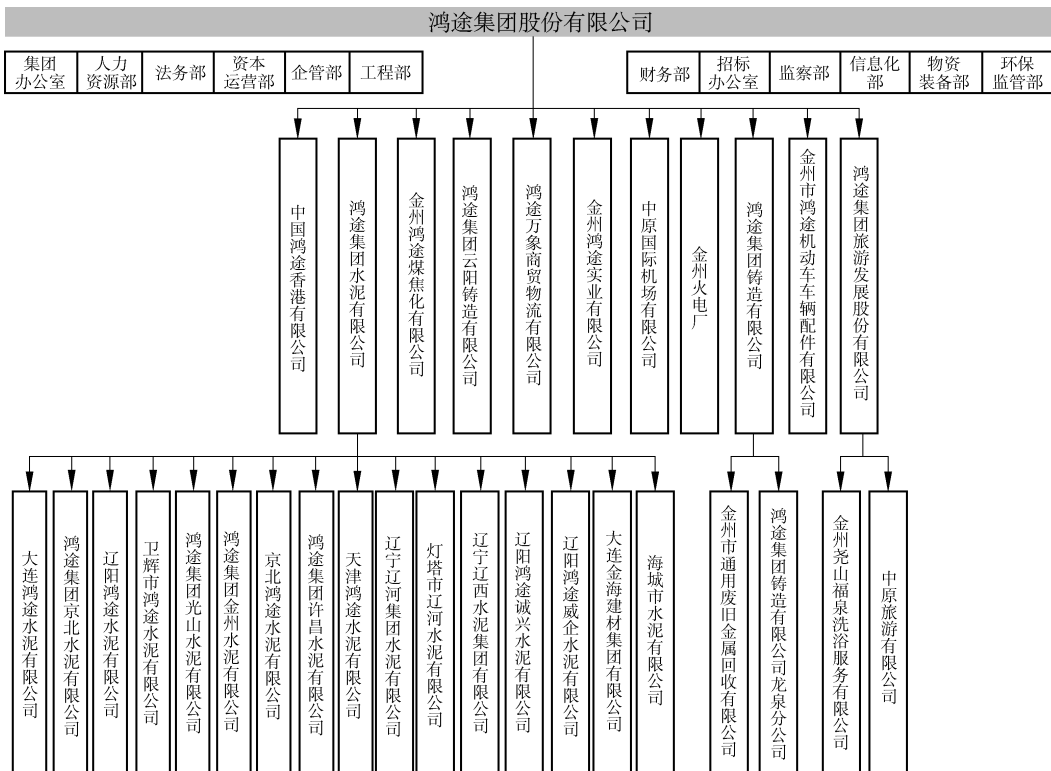 鸿途集团股份有限公司
集团
办公室
人力
资源部
法务部
资本
运营部
企管部
工程部
财务部
招标
办公室
监察部
信息化
部
物资
装备部
环保
监管部
中国鸿途香港有限公司
鸿途集团水泥有限公司
金州鸿途煤焦化有限公司
鸿途集团云阳铸造有限公司
鸿途万象商贸物流有限公司
金州鸿途实业有限公司
中原国际机场有限公司
金州火电厂
鸿途集团铸造有限公司
金州市鸿途机动车车辆配件有限公司
鸿途集团旅游发展股份有限公司
大连鸿途水泥有限公司
鸿途集团京北水泥有限公司
辽阳鸿途水泥有限公司
卫辉市鸿途水泥有限公司
鸿途集团光山水泥有限公司
鸿途集团金州水泥有限公司
京北鸿途水泥有限公司
鸿途集团许昌水泥有限公司
天津鸿途水泥有限公司
辽宁辽河集团水泥有限公司
灯塔市辽河水泥有限公司
辽宁辽西水泥集团有限公司
辽阳鸿途诚兴水泥有限公司
辽阳鸿途威企水泥有限公司
大连金海建材集团有限公司
海城市水泥有限公司
金州市通用废旧金属回收有限公司
鸿途集团铸造有限公司龙泉分公司
金州尧山福泉洗浴服务有限公司
中原旅游有限公司